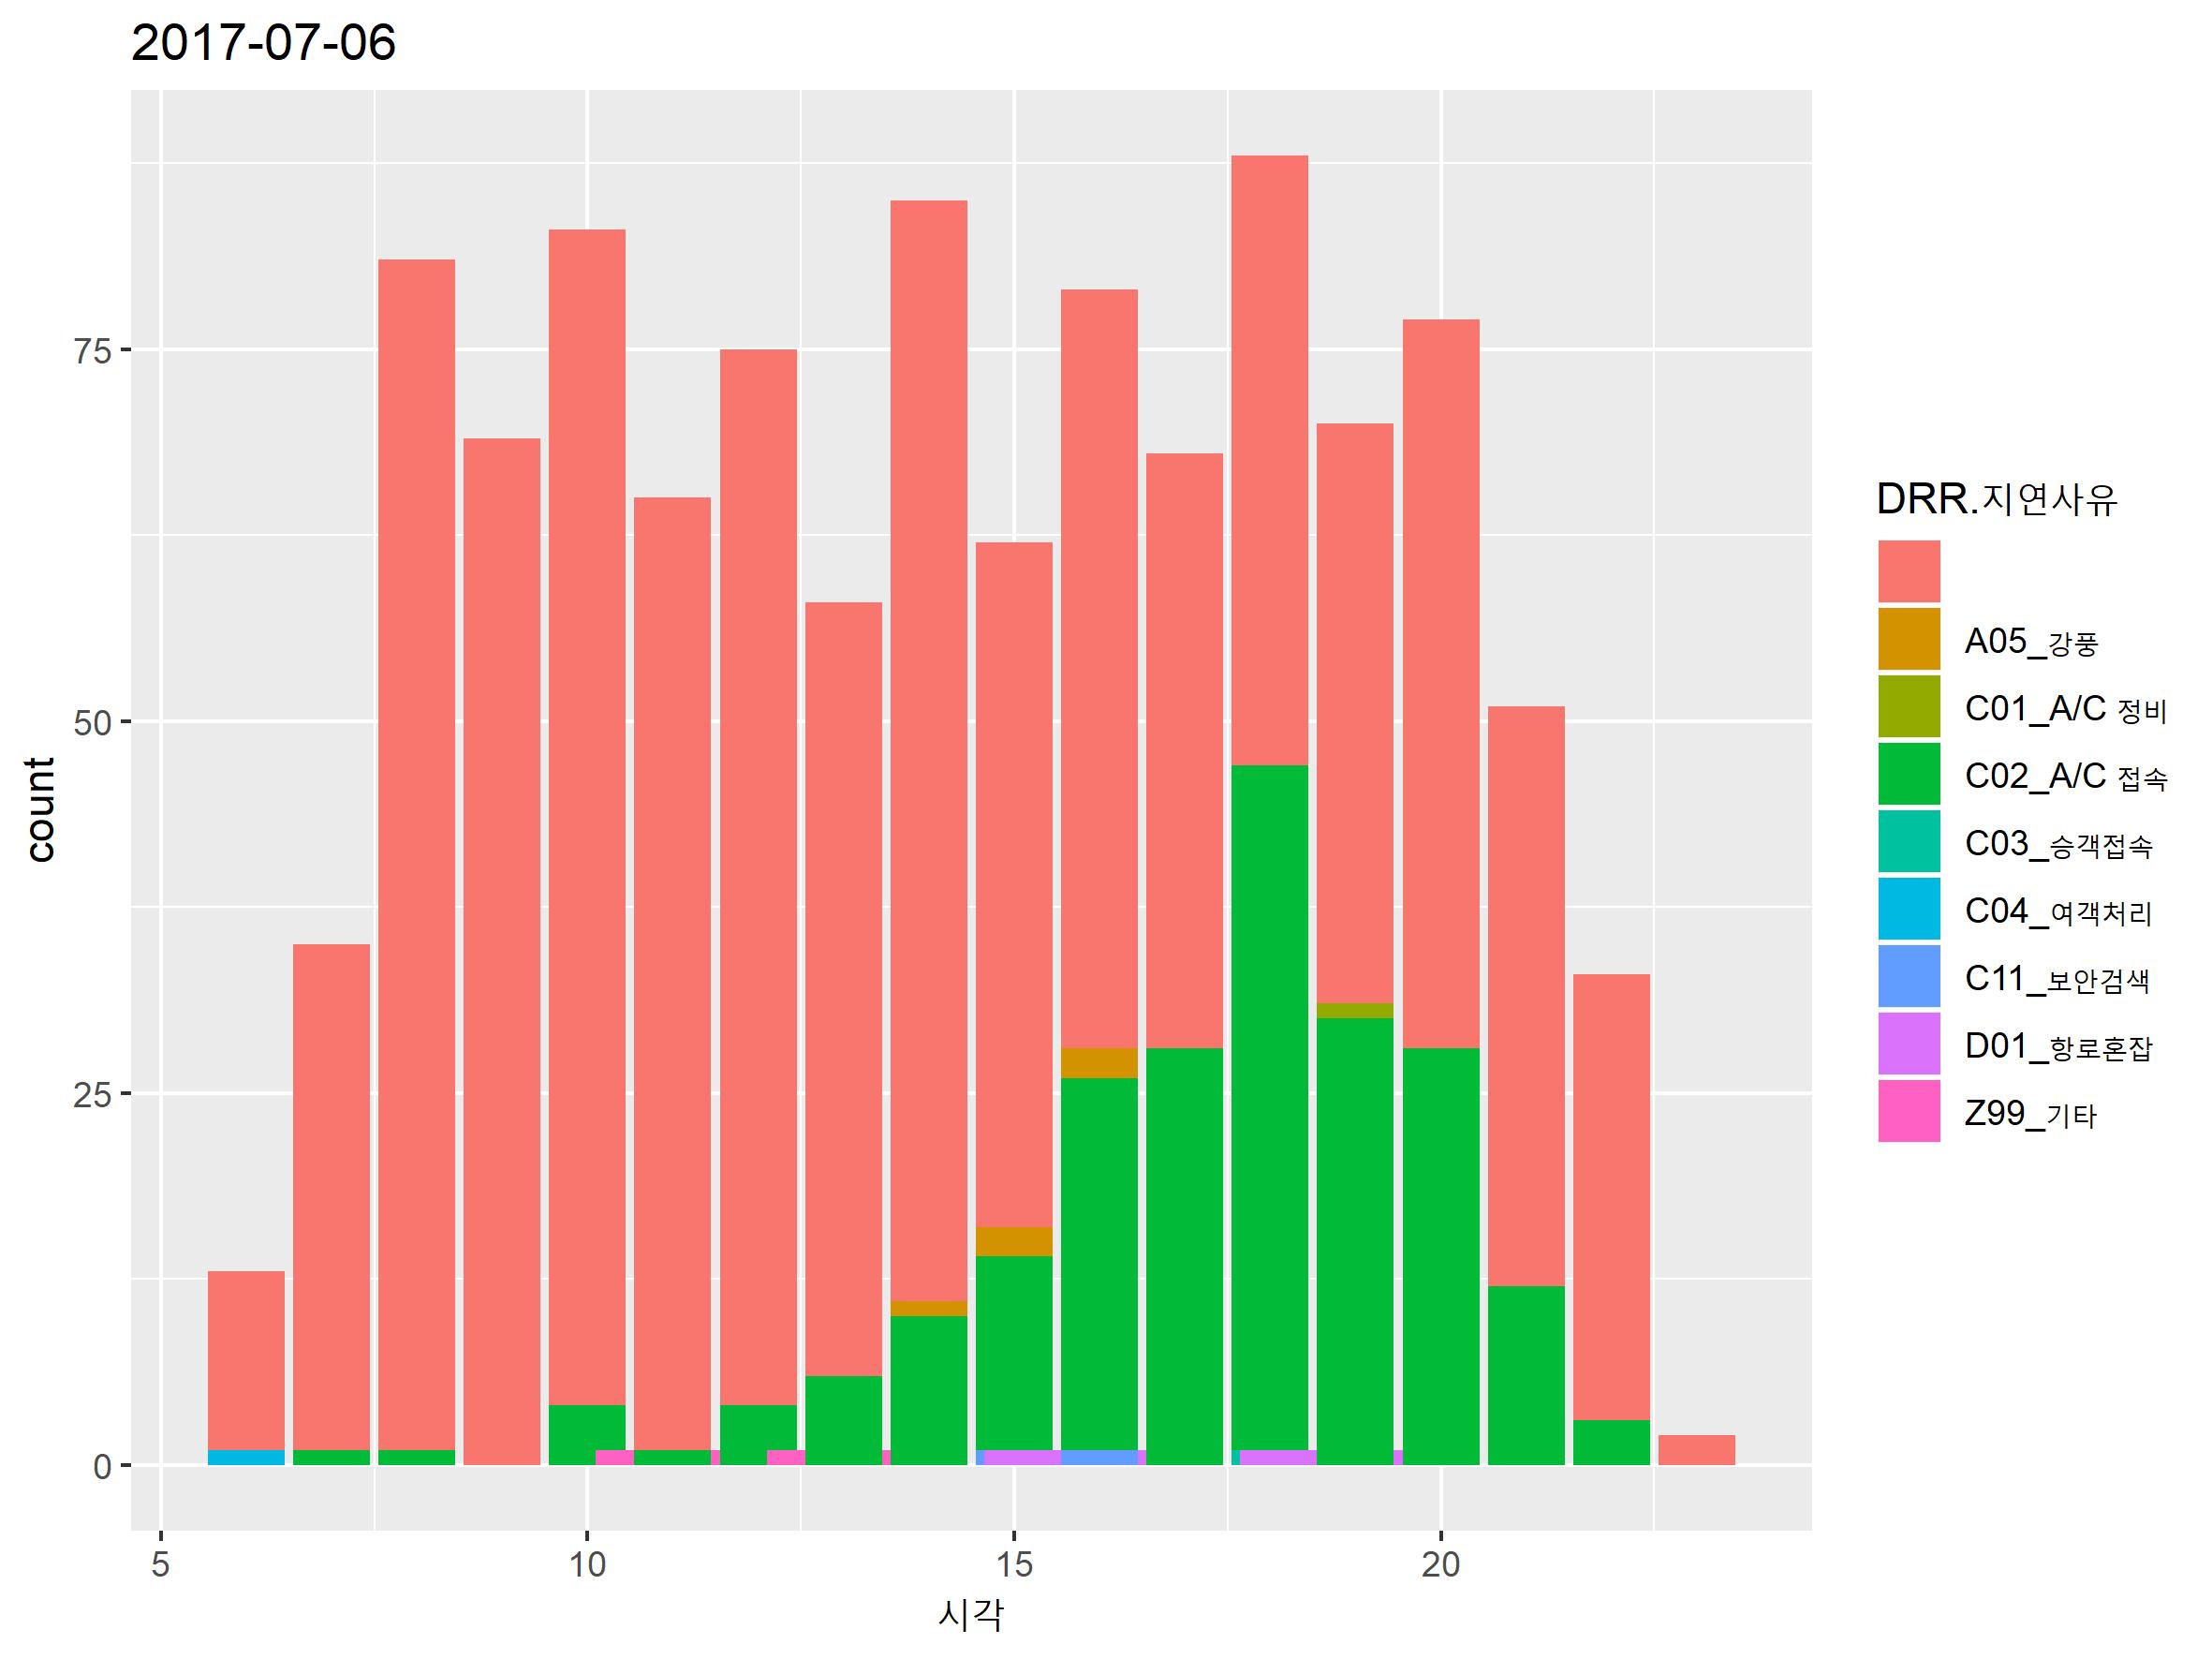 2017-07-06
75
50
25
0
count
5 10 15 20
시각
DRR.지연사유
A05_강풍
C01_A/C 정비
C02_A/C 접속
C03_승객접속
C04_여객처리
C11_보안검색
D01_항로혼잡
Z99_기타